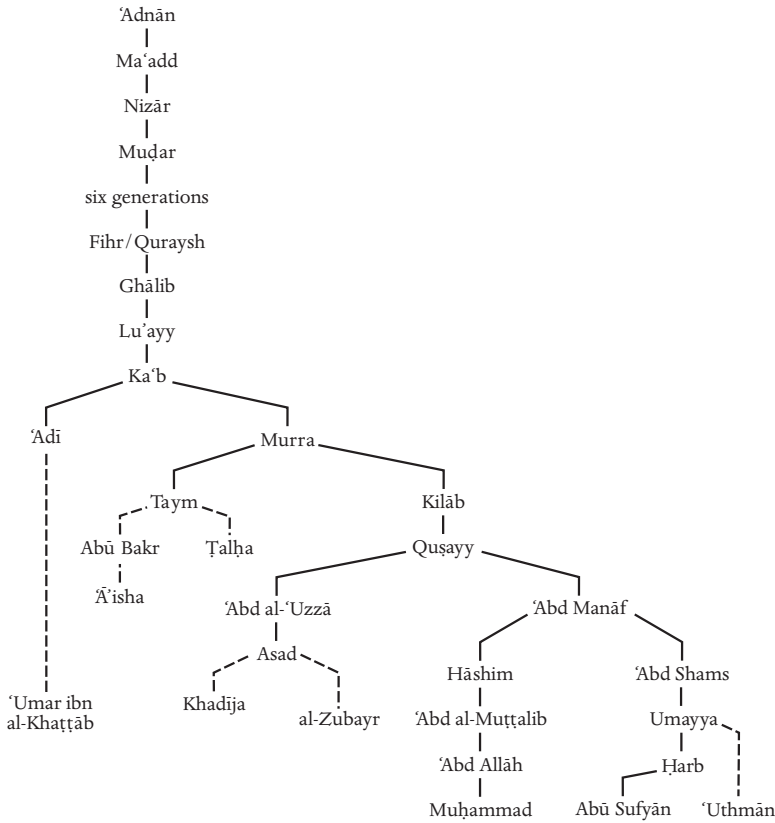 ʿAdnān
Maʿadd
Nizār
Muḍar
six generations
Fihr/Quraysh
Ghālib
Luʾayy
Kaʿb
ʿAdī
Murra
Taym
Kilāb
Abū Bakr
Ṭalḥa
Quṣayy
ʿĀʾisha
ʿAbd al-ʿUzzā
ʿAbd Manāf
Asad
Hāshim
ʿAbd Shams
ʿUmar ibn
al-Khaṭṭāb
Khadīja
al-Zubayr
ʿAbd al-Muṭṭalib
Umayya
ʿAbd Allāh
Ḥarb
Muḥammad
Abū Sufyān
ʿUthmān